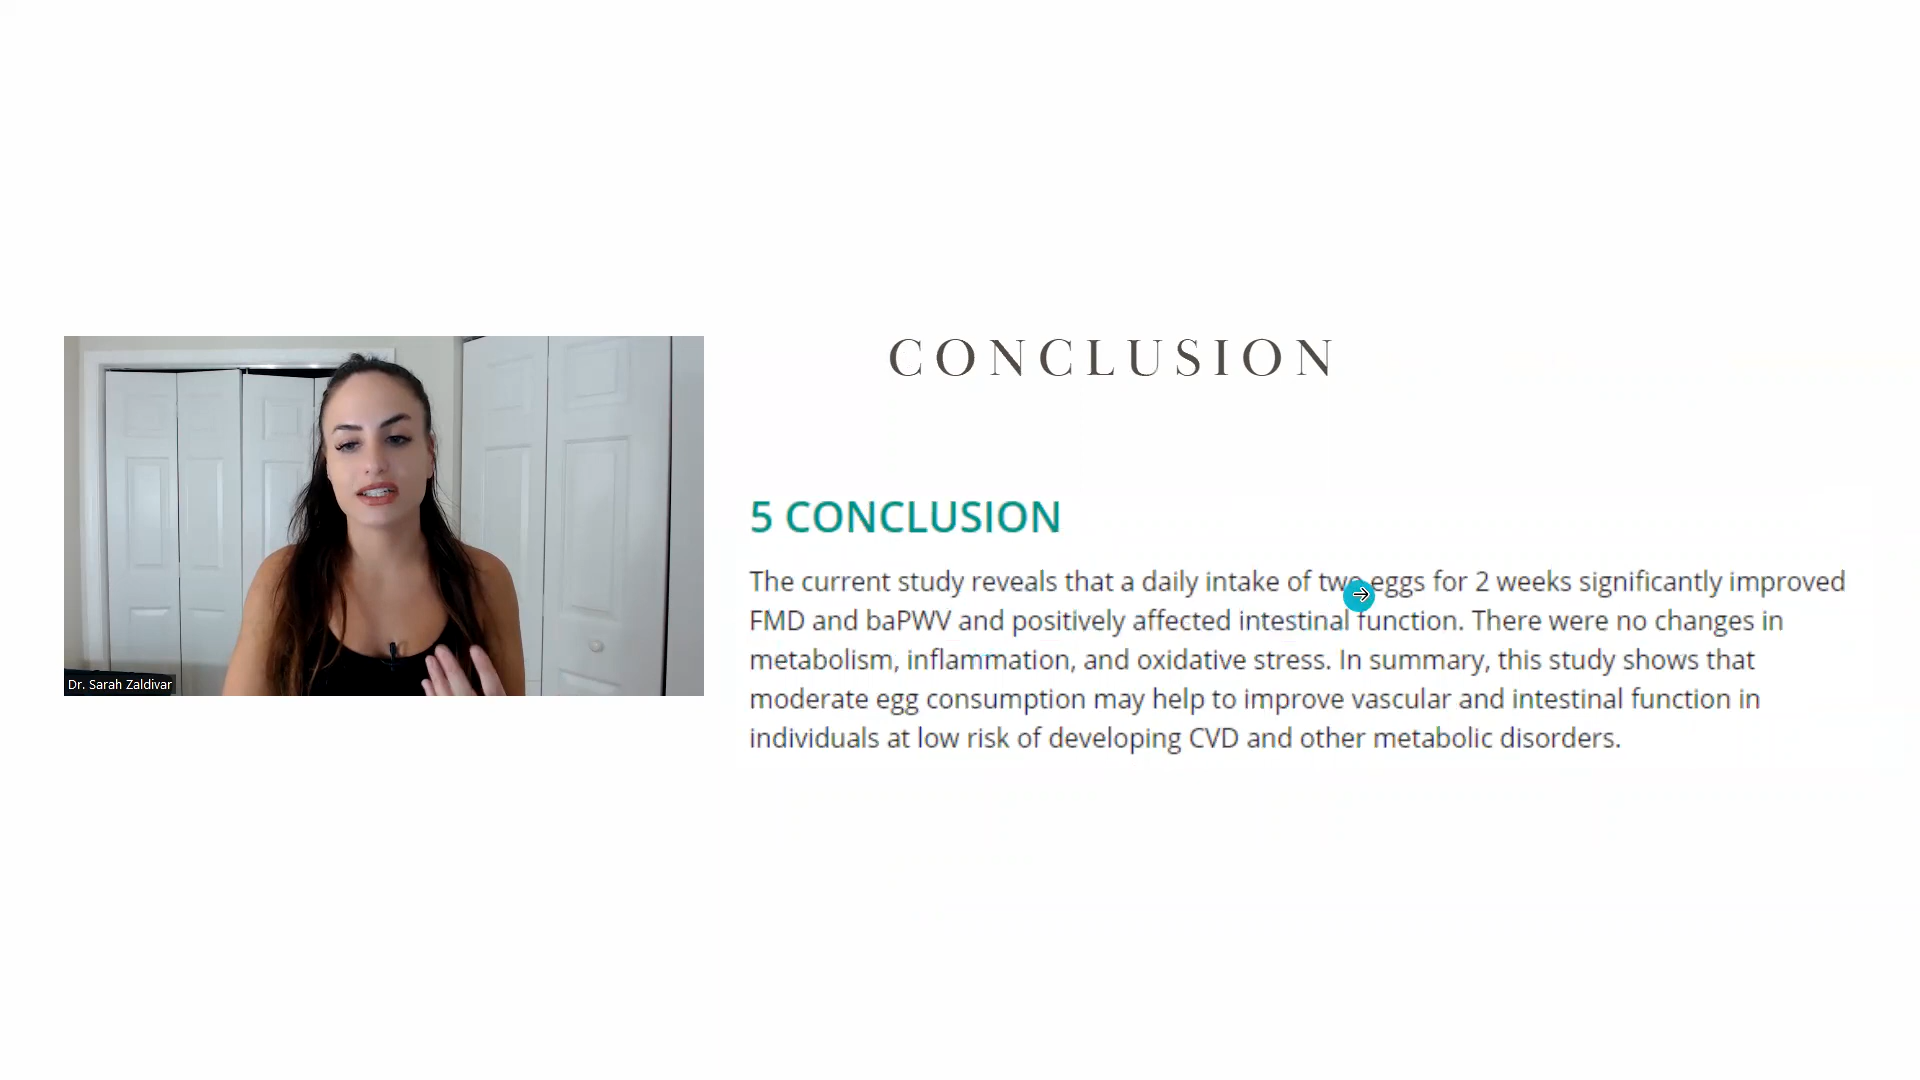 CONCLUSION
5 CONCLUSION
The current study reveals that a daily intake of two eggs for 2 weeks significantly improved
FMD and baPWV and positively affected intestinal function. There were no changes in
metabolism, inflammation, and oxidative stress. In summary, this study shows that
moderate egg consumption may help to improve vascular and intestinal function in
individuals at low risk of developing CVD and other metabolic disorders.
Dr. Sarah Zaldivar